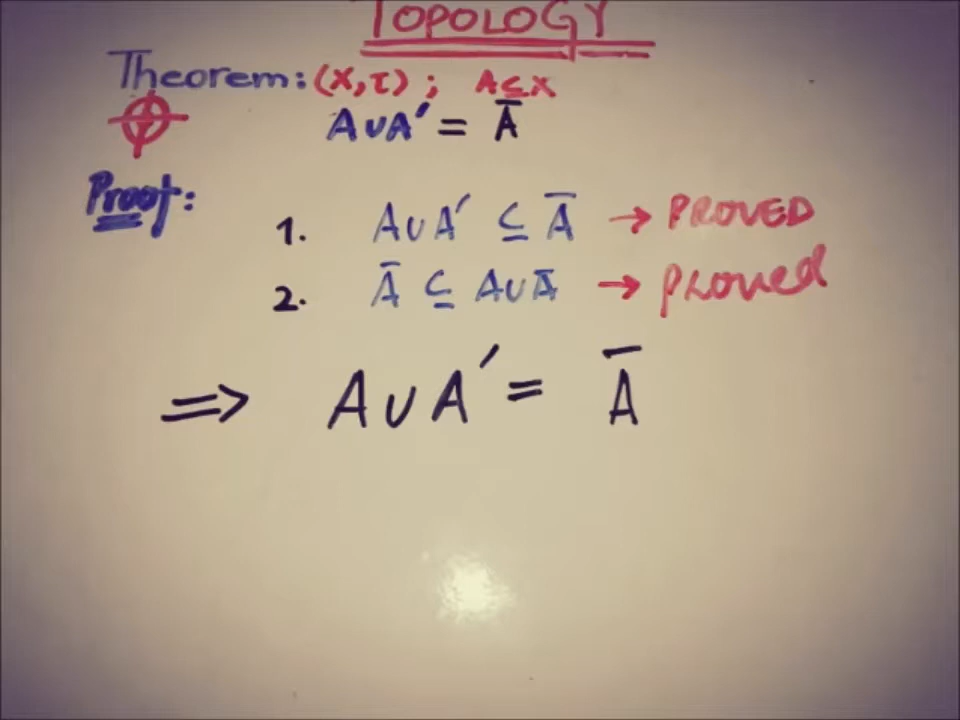 TOPOLOGY
Theorem: (X,τ) ; A⊆X
A∪A' = A̅
Proof:
1. A∪A' ⊆ A̅ → PROVED
2. A̅ ⊆ A∪A̅ → Proved
⇒ A∪A' = A̅